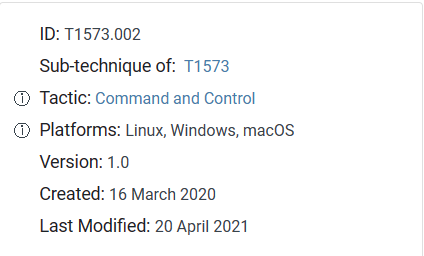 ID: T1573.002
Sub-technique of: T1573
ⓘ Tactic: Command and Control
ⓘ Platforms: Linux, Windows, macOS
Version: 1.0
Created: 16 March 2020
Last Modified: 20 April 2021